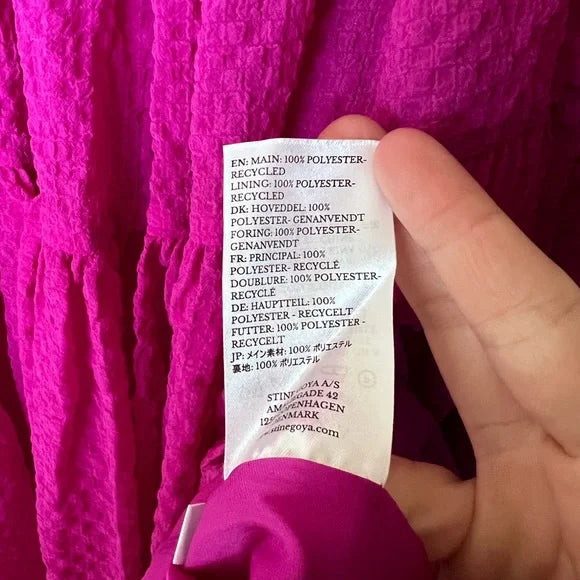 EN: MAIN: 100% POLYESTER-
RECYCLED
LINING: 100% POLYESTER-
RECYCLED
DK: HOVEDDEL: 100%
POLYESTER- GENANVENDT
FORING: 100% POLYESTER-
GENANVENDT
FR: PRINCIPAL: 100%
POLYESTER- RECYCLÉ
DOUBLURE: 100% POLYESTER-
RECYCLÉ
DE: HAUPTTEIL: 100%
POLYESTER - RECYCELT
FUTTER: 100% POLYESTER -
RECYCELT
JP: メイン素材: 100% ポリエステル
裏地: 100% ポリエステル
STINE GOYA A/S
42